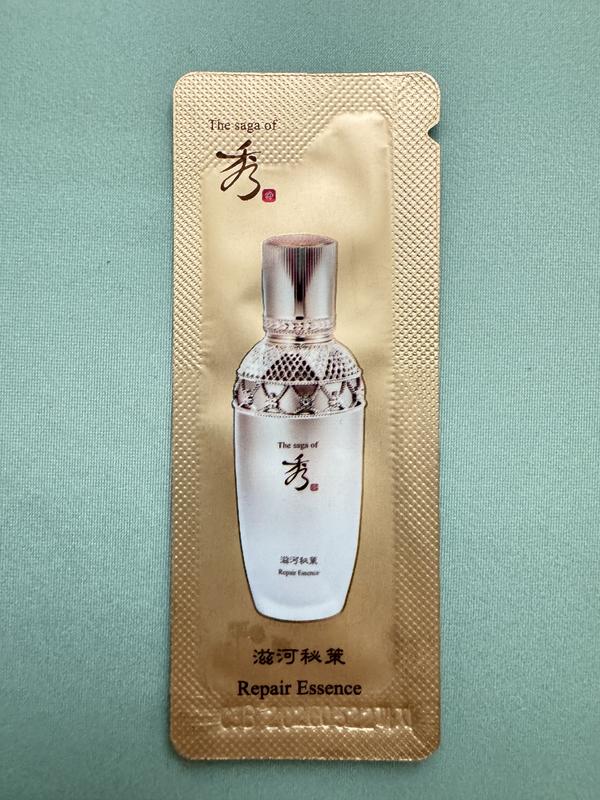 The saga of
秀
The saga of
秀
滋河秘策
Repair Essence
滋河秘策
Repair Essence